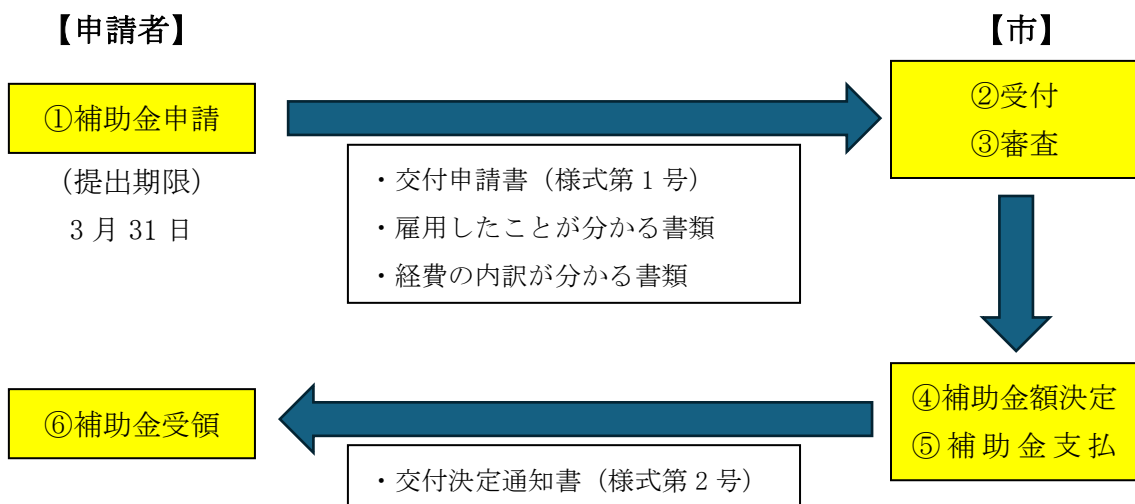 【申請者】
【市】
①補助金申請
(提出期限)
3月31日
・交付申請書(様式第1号)
・雇用したことが分かる書類
・経費の内訳が分かる書類
②受付
③審査
④補助金額決定
⑤補助金支払
・交付決定通知書(様式第2号)
⑥補助金受領